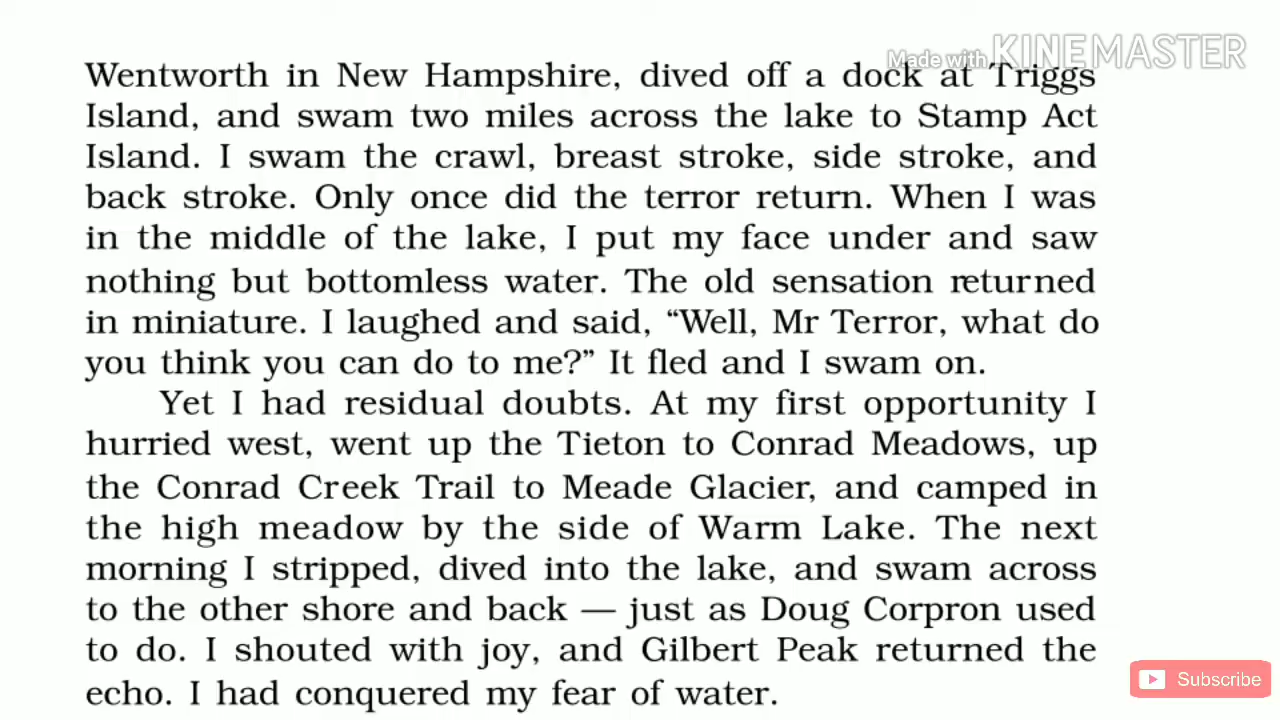 Made with KINEMASTER
Wentworth in New Hampshire, dived off a dock at Triggs
Island, and swam two miles across the lake to Stamp Act
Island. I swam the crawl, breast stroke, side stroke, and
back stroke. Only once did the terror return. When I was
in the middle of the lake, I put my face under and saw
nothing but bottomless water. The old sensation returned
in miniature. I laughed and said, “Well, Mr Terror, what do
you think you can do to me?” It fled and I swam on.
Yet I had residual doubts. At my first opportunity I
hurried west, went up the Tieton to Conrad Meadows, up
the Conrad Creek Trail to Meade Glacier, and camped in
the high meadow by the side of Warm Lake. The next
morning I stripped, dived into the lake, and swam across
to the other shore and back — just as Doug Corpron used
to do. I shouted with joy, and Gilbert Peak returned the
echo. I had conquered my fear of water.
Subscribe